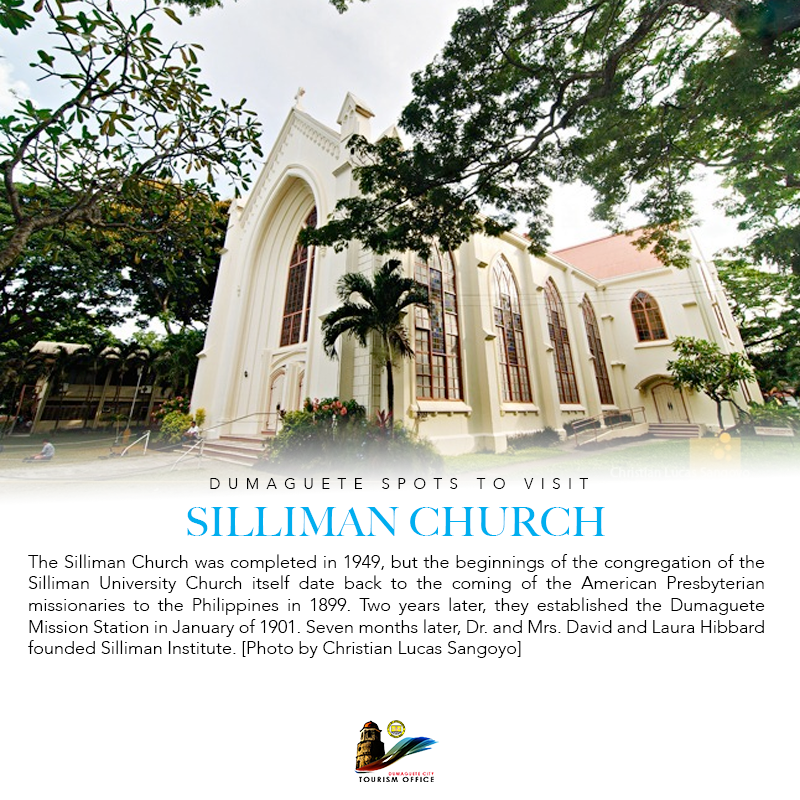 DUMAGUETE SPOTS TO VISIT
SILLIMAN CHURCH
The Silliman Church was completed in 1949, but the beginnings of the congregation of the
Silliman University Church itself date back to the coming of the American Presbyterian
missionaries to the Philippines in 1899. Two years later, they established the Dumaguete
Mission Station in January of 1901. Seven months later, Dr. and Mrs. David and Laura Hibbard
founded Silliman Institute. [Photo by Christian Lucas Sangoyo]
DUMAGUETE CITY
TOURISM OFFICE